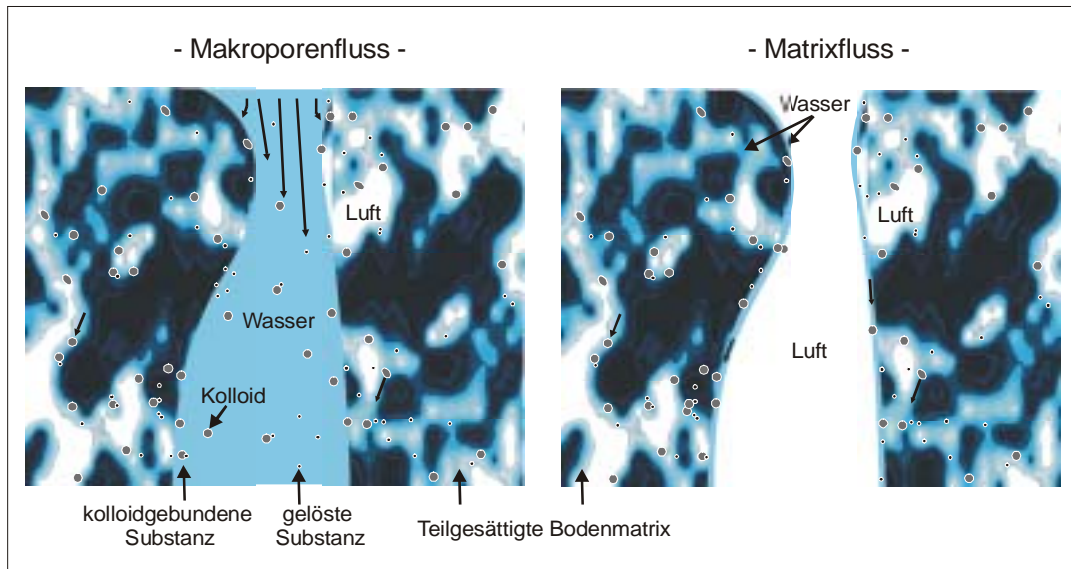 - Makroporenfluss -
Luft
Wasser
Kolloid
kolloidgebundene
Substanz
gelöste
Substanz
Teilgesättigte Bodenmatrix
- Matrixfluss -
Wasser
Luft
Luft